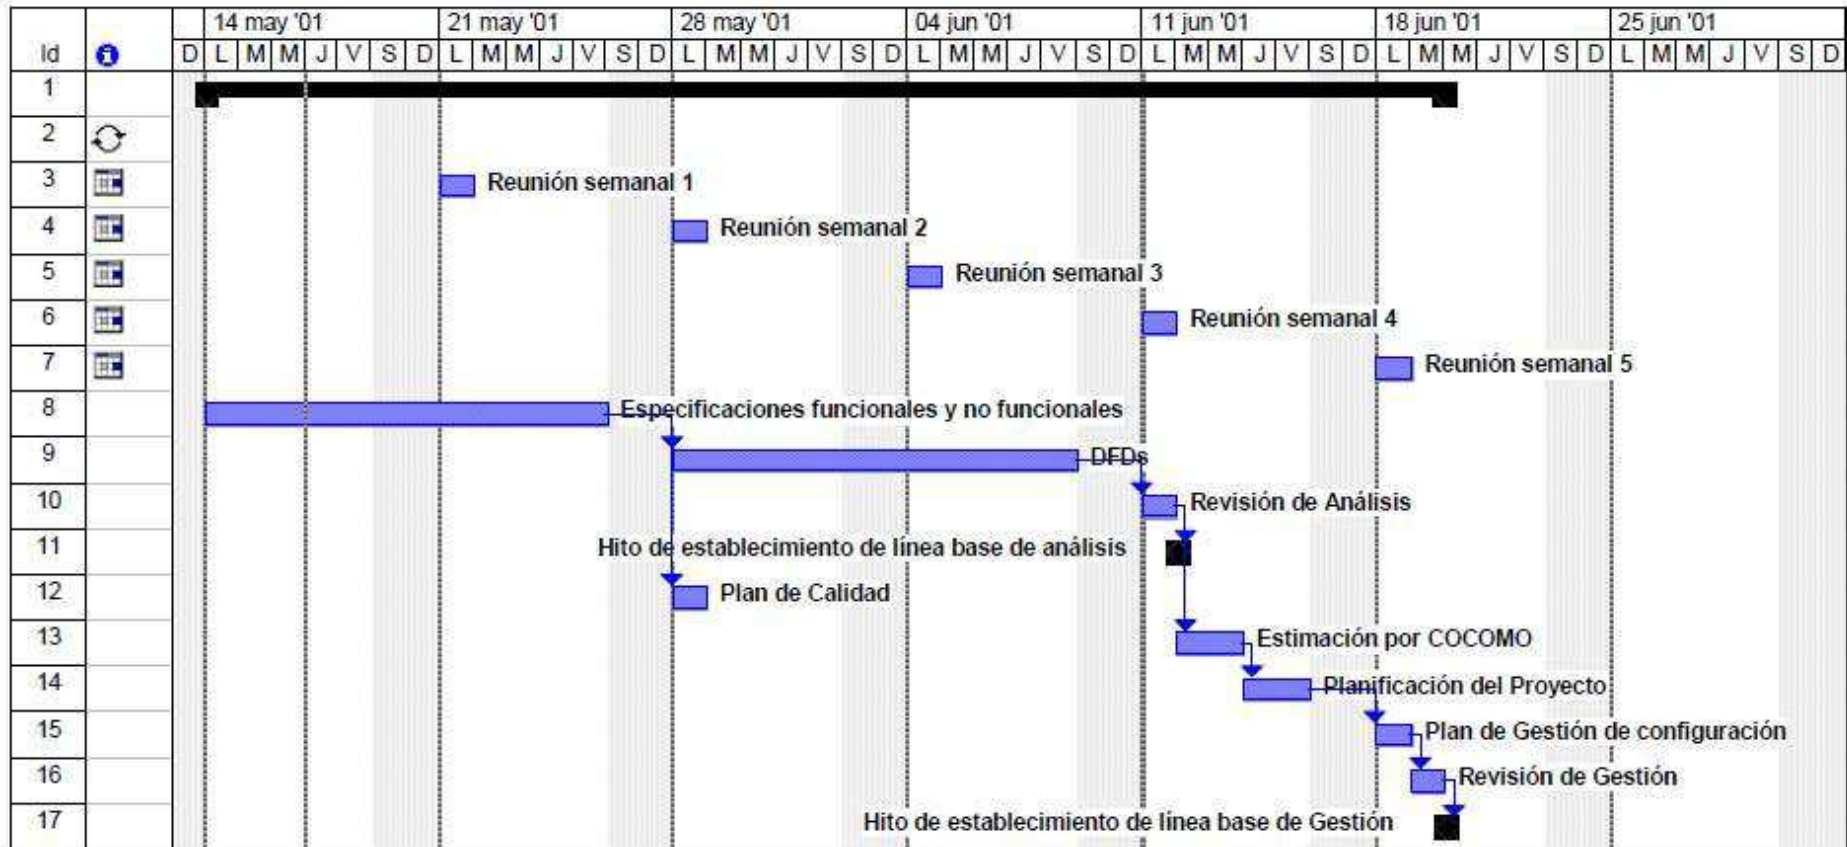 14 may '01 21 may '01 28 may '01 04 jun '01 11 jun '01 18 jun '01 25 jun '01
Id D L M M J V S D L M M J V S D L M M J V S D L M M J V S D L M M J V S D L M M J V S D L M M J V S D
1
2
3 Reunión semanal 1
4 Reunión semanal 2
5 Reunión semanal 3
6 Reunión semanal 4
7 Reunión semanal 5
8 Especificaciones funcionales y no funcionales
9 DFDs
10 Revisión de Análisis
11 Hito de establecimiento de línea base de análisis
12 Plan de Calidad
13 Estimación por COCOMO
14 Planificación del Proyecto
15 Plan de Gestión de configuración
16 Revisión de Gestión
17 Hito de establecimiento de línea base de Gestión